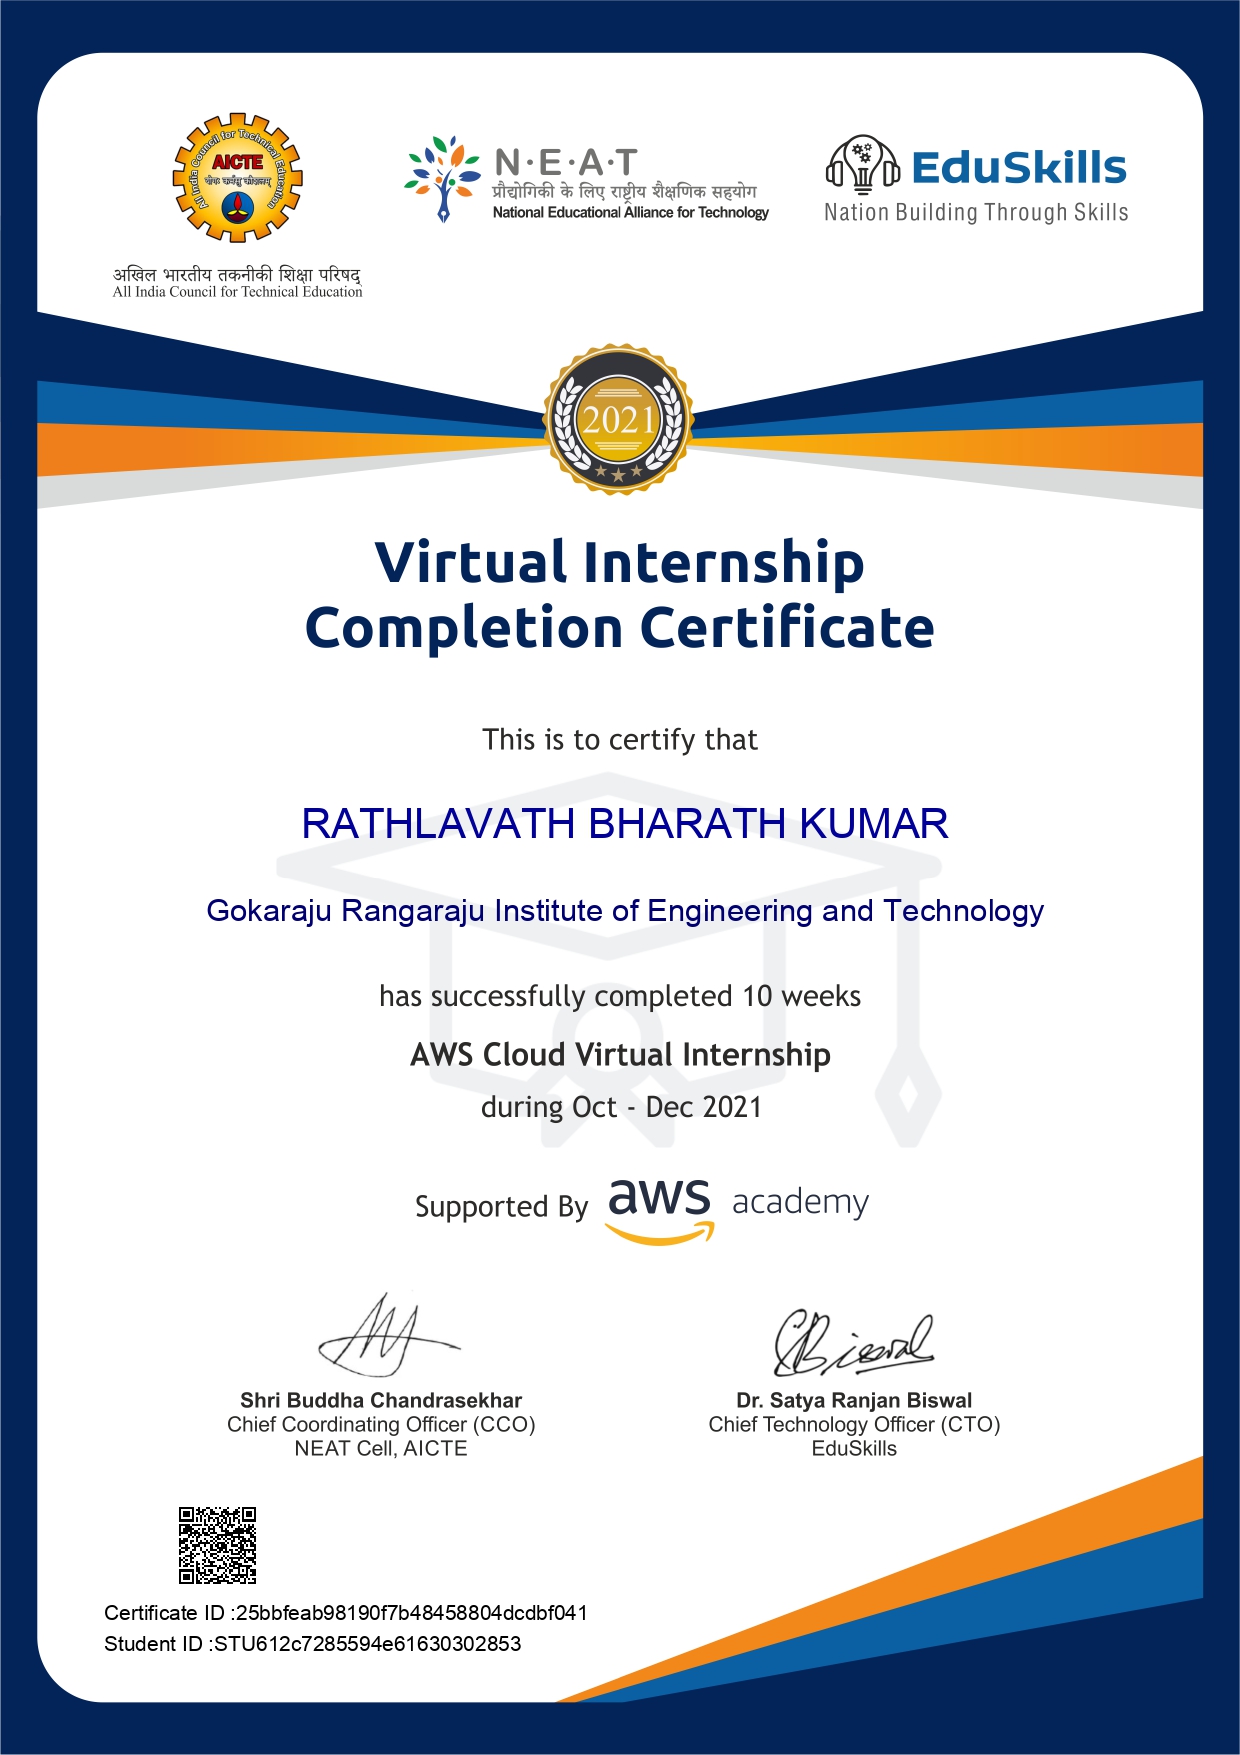 All India Council for Technical Education
AICTE
योगः कर्मसु कौशलम्
अखिल भारतीय तकनीकी शिक्षा परिषद्
All India Council for Technical Education
N·E·A·T
प्रौद्योगिकी के लिए राष्ट्रीय शैक्षणिक सहयोग
National Educational Alliance for Technology
EduSkills
Nation Building Through Skills
2021
Virtual Internship
Completion Certificate
This is to certify that
RATHLAVATH BHARATH KUMAR
Gokaraju Rangaraju Institute of Engineering and Technology
has successfully completed 10 weeks
AWS Cloud Virtual Internship
during Oct - Dec 2021
Supported By aws academy
Biswal
Shri Buddha Chandrasekhar
Chief Coordinating Officer (CCO)
NEAT Cell, AICTE
Dr. Satya Ranjan Biswal
Chief Technology Officer (CTO)
EduSkills
Certificate ID :25bbfeab98190f7b48458804dcdbf041
Student ID :STU612c7285594e61630302853